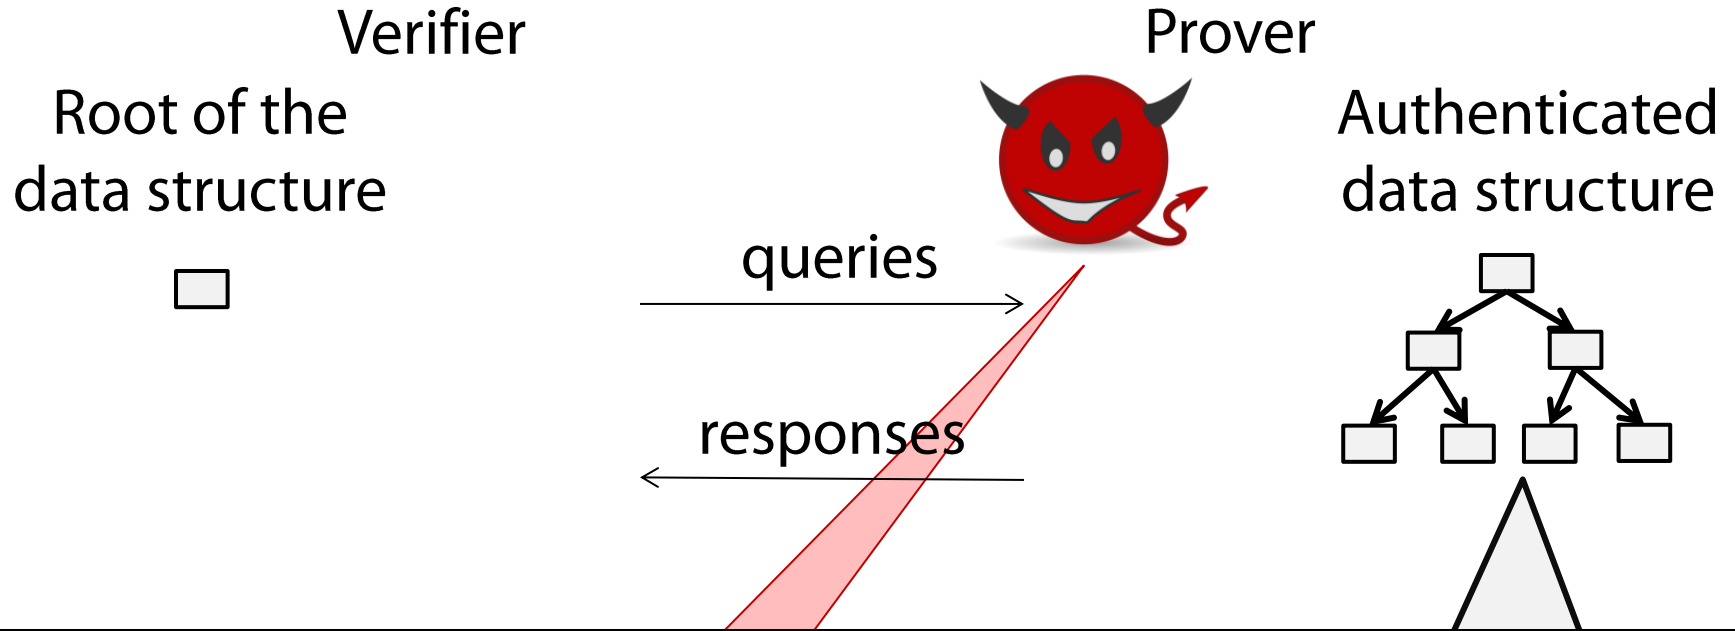 Verifier
Prover
Root of the
data structure
Authenticated
data structure
queries
responses